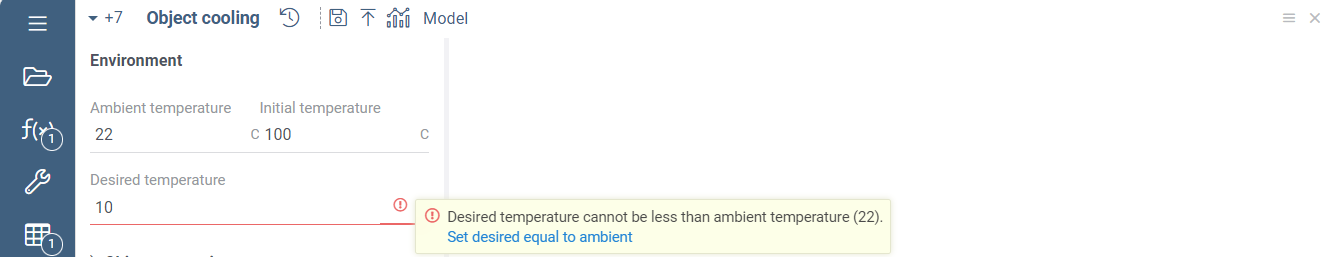 +7 Object cooling Model
Environment
Ambient temperature Initial temperature
22 C 100 C
f(x) 1
Desired temperature
10
Desired temperature cannot be less than ambient temperature (22).
Set desired equal to ambient
1